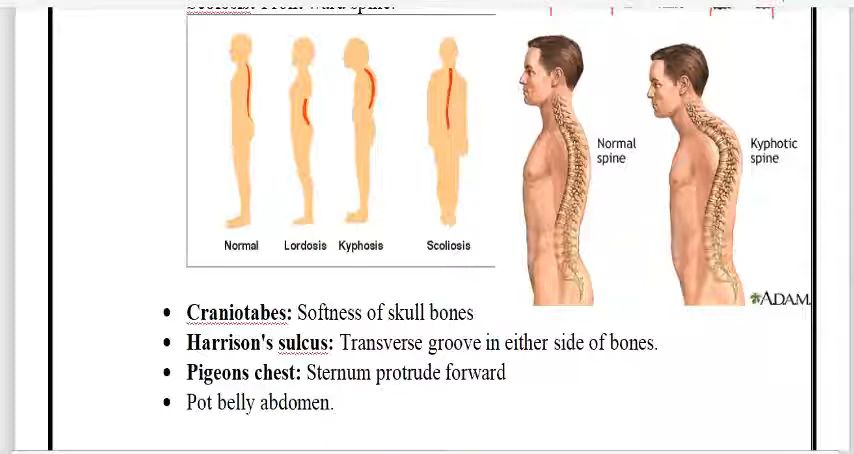 Normal
spine
Kyphotic
spine
Normal Lordosis Kyphosis Scoliosis
ADAM.
• Craniotabes: Softness of skull bones
• Harrison's sulcus: Transverse groove in either side of bones.
• Pigeons chest: Sternum protrude forward
• Pot belly abdomen.